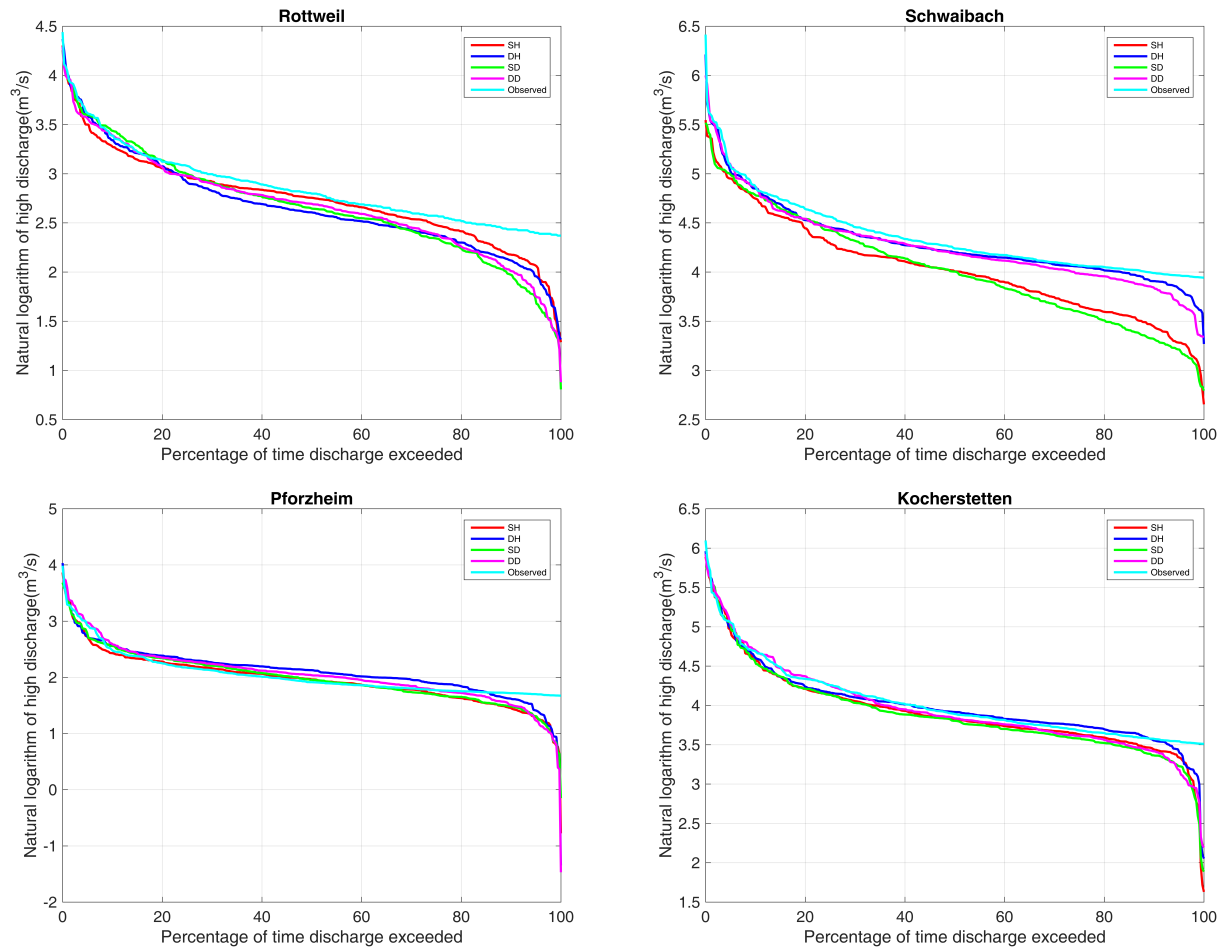 Rottweil
Natural logarithm of high discharge(m³/s)
4.5
4
3.5
3
2.5
2
1.5
1
0.5
0
20
40
60
80
100
Percentage of time discharge exceeded
SH
DH
SD
DD
Observed
Schwaibach
Natural logarithm of high discharge(m³/s)
6.5
6
5.5
5
4.5
4
3.5
3
2.5
0
20
40
60
80
100
Percentage of time discharge exceeded
SH
DH
SD
DD
Observed
Pforzheim
Natural logarithm of high discharge(m³/s)
5
4
3
2
1
0
-1
-2
0
20
40
60
80
100
Percentage of time discharge exceeded
SH
DH
SD
DD
Observed
Kocherstetten
Natural logarithm of high discharge(m³/s)
6.5
6
5.5
5
4.5
4
3.5
3
2.5
2
1.5
0
20
40
60
80
100
Percentage of time discharge exceeded
SH
DH
SD
DD
Observed